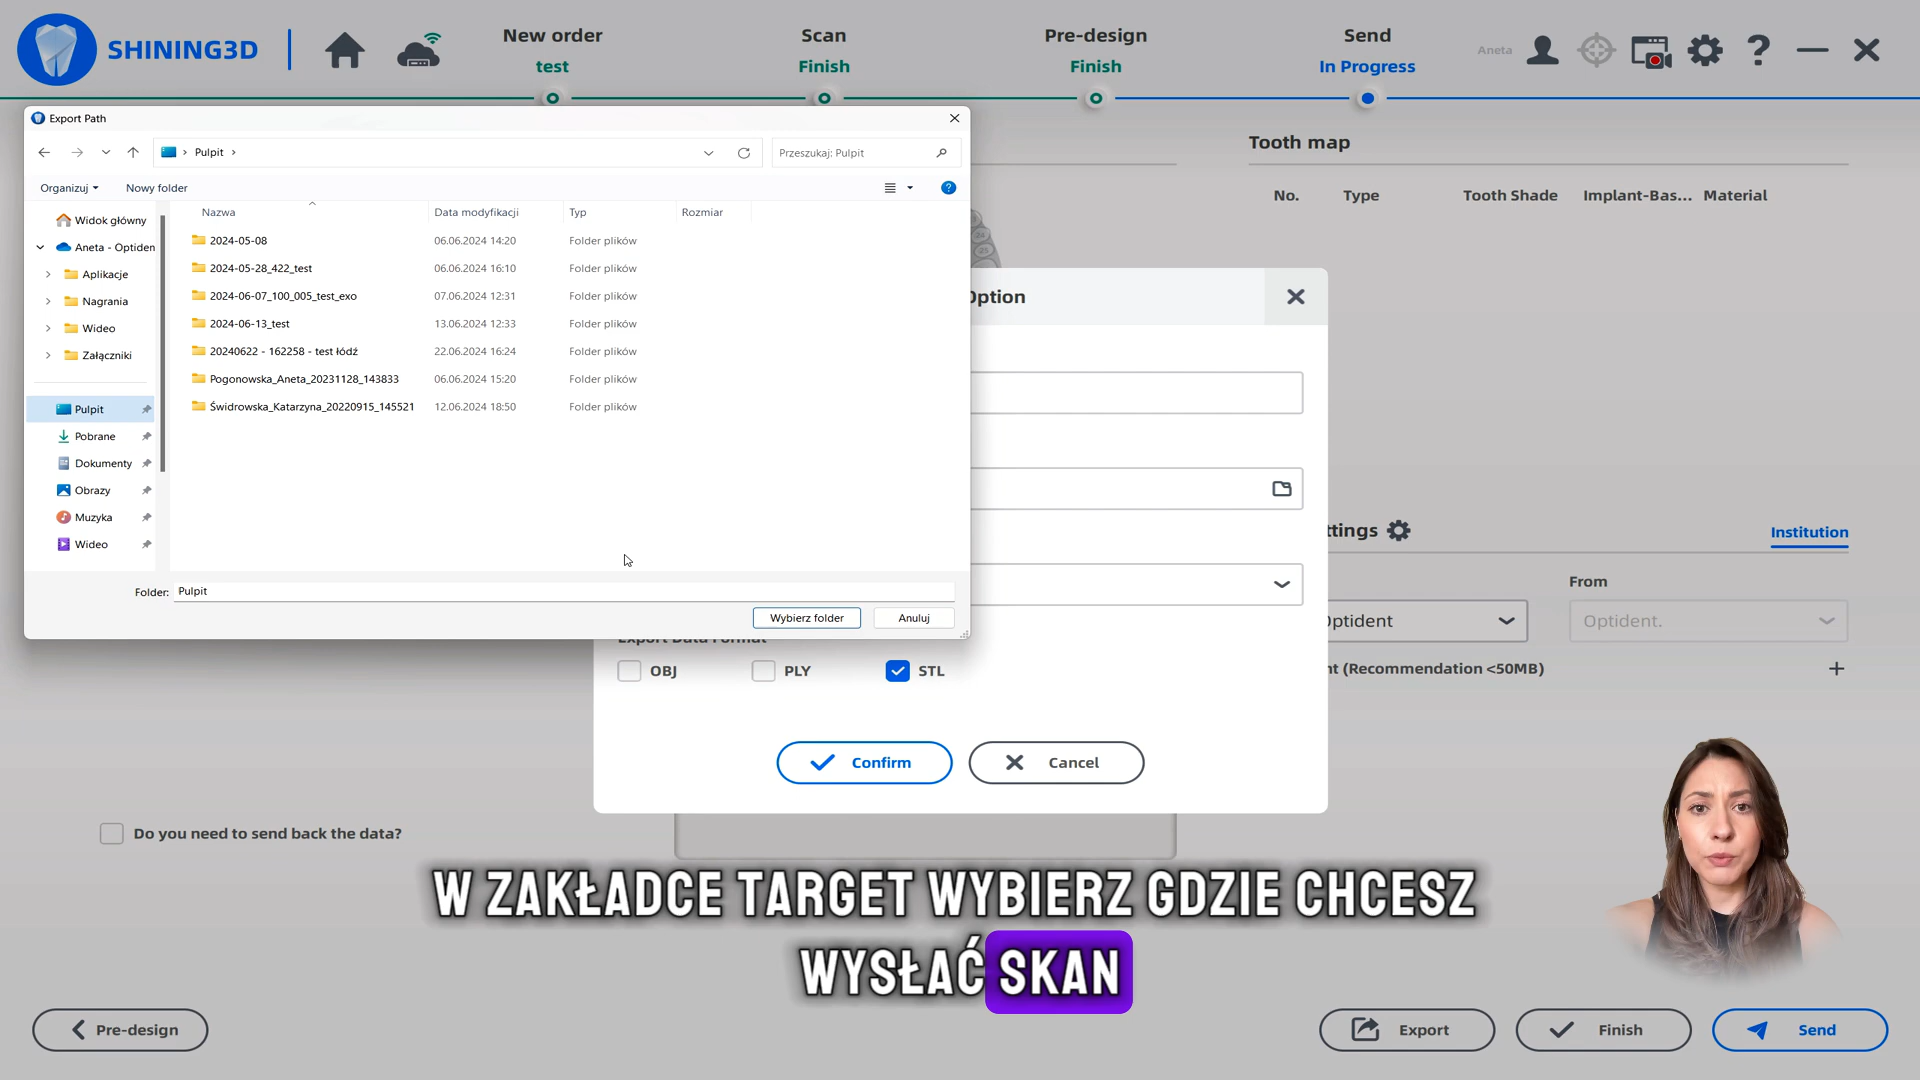 SHINING3D
New order
test
Scan
Finish
Pre-design
Finish
Send
In Progress
Aneta
Export Path
Pulpit
Przeszukaj: Pulpit
Organizuj
Nowy folder
Nazwa
Data modyfikacji
Typ
Rozmiar
Widok główny
Aneta - Optiden
Aplikacje
Nagrania
Wideo
Załączniki
Pulpit
Pobrane
Dokumenty
Obrazy
Muzyka
Wideo
2024-05-08 06.06.2024 14:20 Folder plików
2024-05-28_422_test 06.06.2024 16:10 Folder plików
2024-06-07_100_005_test_exo 07.06.2024 12:31 Folder plików
2024-06-13_test 13.06.2024 12:33 Folder plików
20240622 - 162258 - test łódź 22.06.2024 16:24 Folder plików
Pogonowska_Aneta_20231128_143833 06.06.2024 15:20 Folder plików
Świdrowska_Katarzyna_20220915_145521 12.06.2024 18:50 Folder plików
Folder: Pulpit
Wybierz folder
Anuluj
Tooth map
No. Type Tooth Shade Implant-Bas... Material
Option
ttings
Institution
From
Optident
Optident.
nt (Recommendation <50MB)
Export Data Format
OBJ
PLY
STL
Confirm
Cancel
Do you need to send back the data?
W ZAKŁADCE TARGET WYBIERZ GDZIE CHCESZ
WYSŁAĆ SKAN
Pre-design
Export
Finish
Send